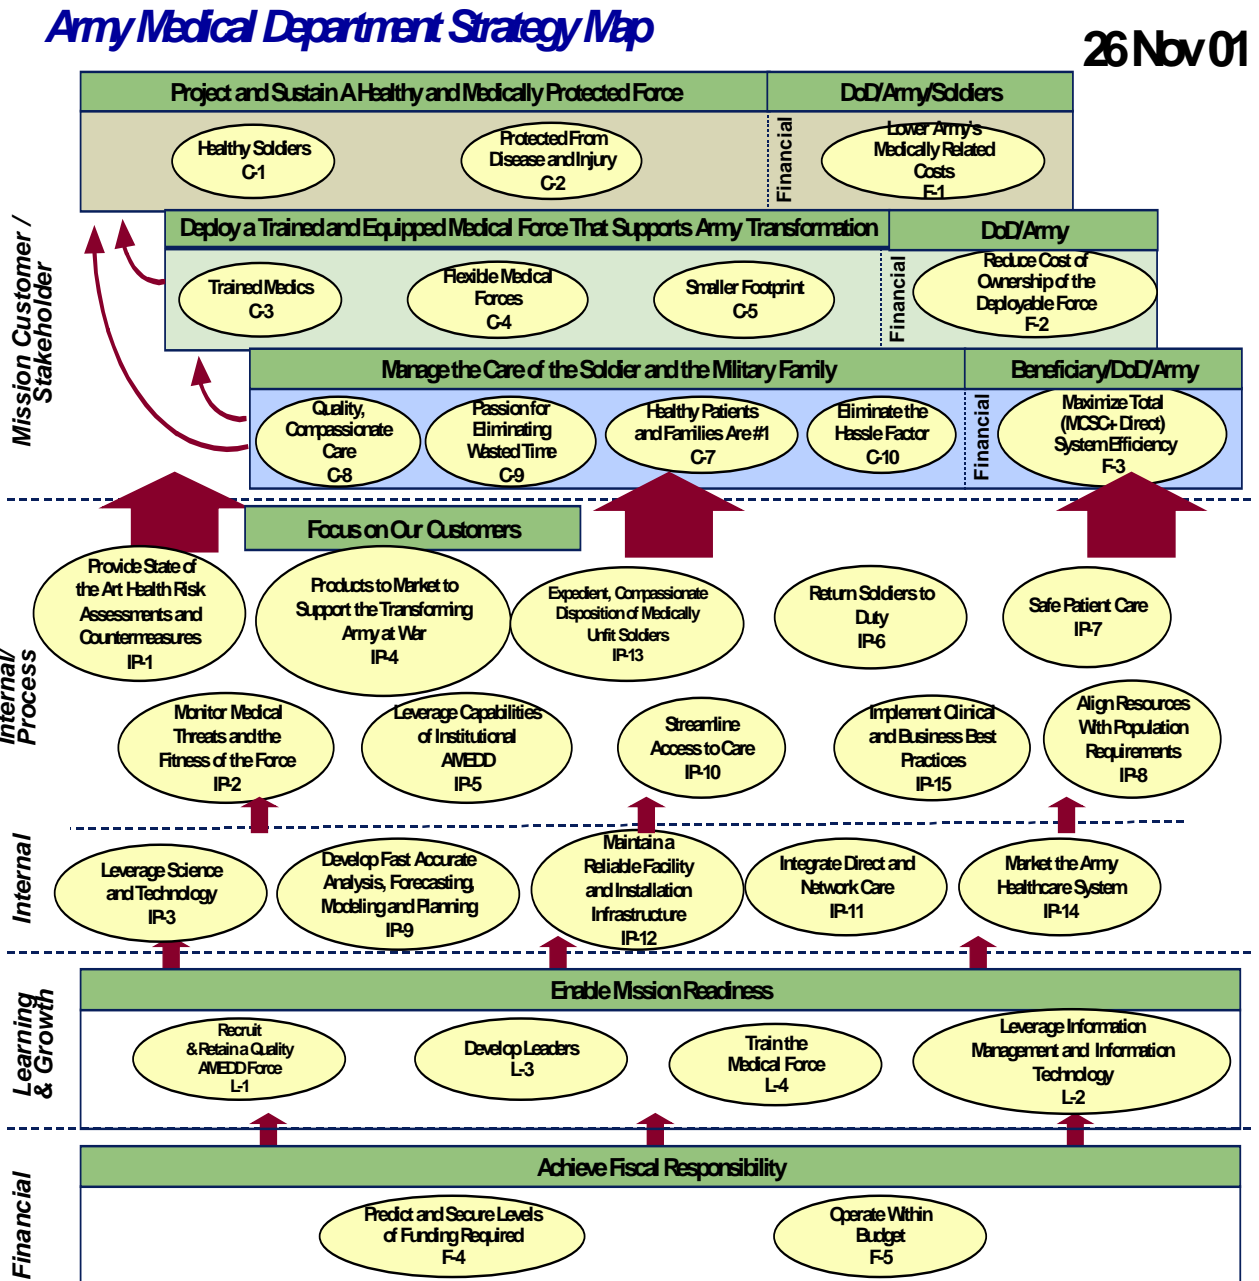 Army Medical Department Strategy Map
26 Nov 01
Mission Customer /
Stakeholder
Project and Sustain A Healthy and Medically Protected Force
DoD/Army/Soldiers
Healthy Soldiers
C-1
Protected From
Disease and Injury
C-2
Financial
Lower Army's
Medically Related
Costs
F-1
Deploy a Trained and Equipped Medical Force That Supports Army Transformation
DoD/Army
Trained Medics
C-3
Flexible Medical
Forces
C-4
Smaller Footprint
C-5
Financial
Reduce Cost of
Ownership of the
Deployable Force
F-2
Manage the Care of the Soldier and the Military Family
Beneficiary/DoD/Army
Quality,
Compassionate
Care
C-8
Passion for
Eliminating
Wasted Time
C-9
Healthy Patients
and Families Are #1
C-7
Eliminate the
Hassle Factor
C-10
Financial
Maximize Total
(MCSC+ Direct)
System Efficiency
F-3
Internal/
Process
Focus on Our Customers
Provide State of
the Art Health Risk
Assessments and
Countermeasures
IP-1
Products to Market to
Support the Transforming
Army at War
IP-4
Expedient, Compassionate
Disposition of Medically
Unfit Soldiers
IP-13
Return Soldiers to
Duty
IP-6
Safe Patient Care
IP-7
Monitor Medical
Threats and the
Fitness of the Force
IP-2
Leverage Capabilities
of Institutional
AMEDD
IP-5
Streamline
Access to Care
IP-10
Implement Clinical
and Business Best
Practices
IP-15
Align Resources
With Population
Requirements
IP-8
Internal
Leverage Science
and Technology
IP-3
Develop Fast Accurate
Analysis, Forecasting,
Modeling and Planning
IP-9
Maintain a
Reliable Facility
and Installation
Infrastructure
IP-12
Integrate Direct and
Network Care
IP-11
Market the Army
Healthcare System
IP-14
Learning
& Growth
Enable Mission Readiness
Recruit
& Retain a Quality
AMEDD Force
L-1
Develop Leaders
L-3
Train the
Medical Force
L-4
Leverage Information
Management and Information
Technology
L-2
Financial
Achieve Fiscal Responsibility
Predict and Secure Levels
of Funding Required
F-4
Operate Within
Budget
F-5